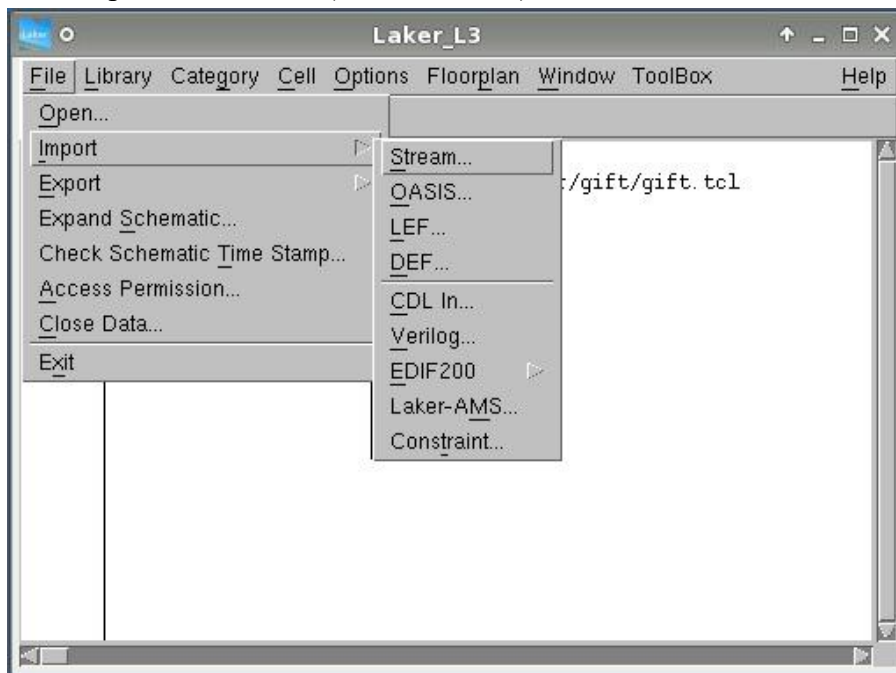 Laker_L3
File Library Category Cell Options Floorplan Window ToolBox Help
Open...
Import
Export
Expand Schematic...
Check Schematic Time Stamp...
Access Permission...
Close Data...
Exit
Stream...
OASIS...
LEF...
DEF...
CDL In...
Verilog...
EDIF200
Laker-AMS...
Constraint...
/gift/gift.tcl